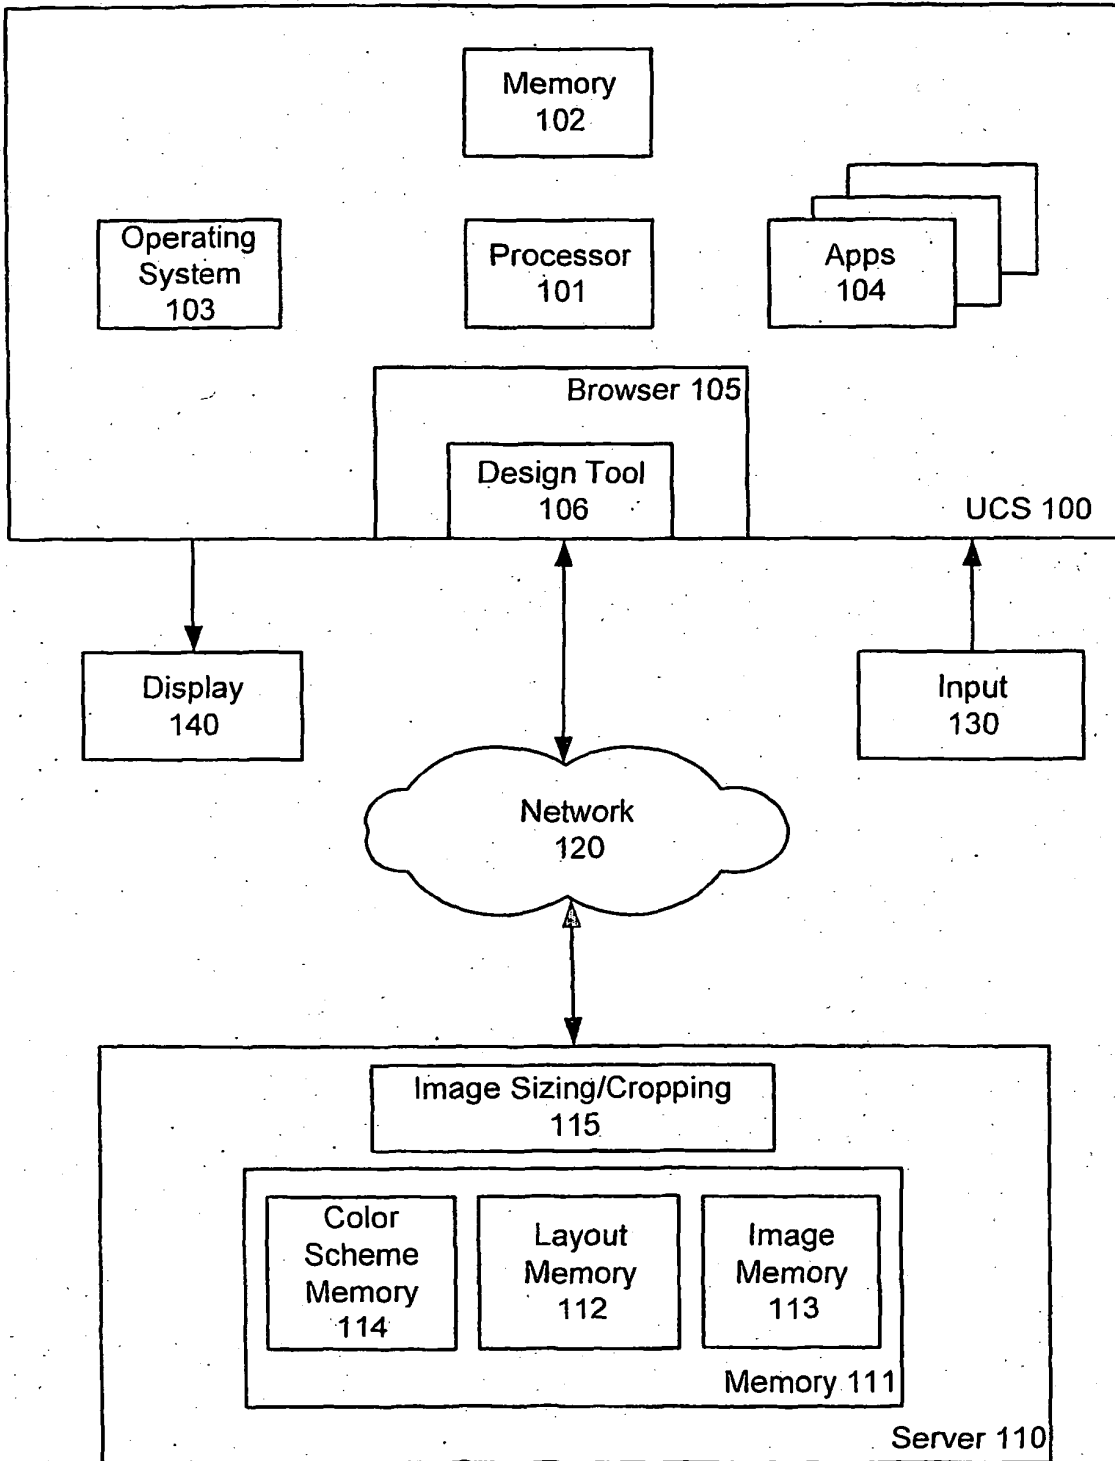 Memory
102
Operating
System
103
Processor
101
Apps
104
Browser 105
Design Tool
106
UCS 100
Display
140
Input
130
Network
120
Image Sizing/Cropping
115
Color
Scheme
Memory
114
Layout
Memory
112
Image
Memory
113
Memory 111
Server 110